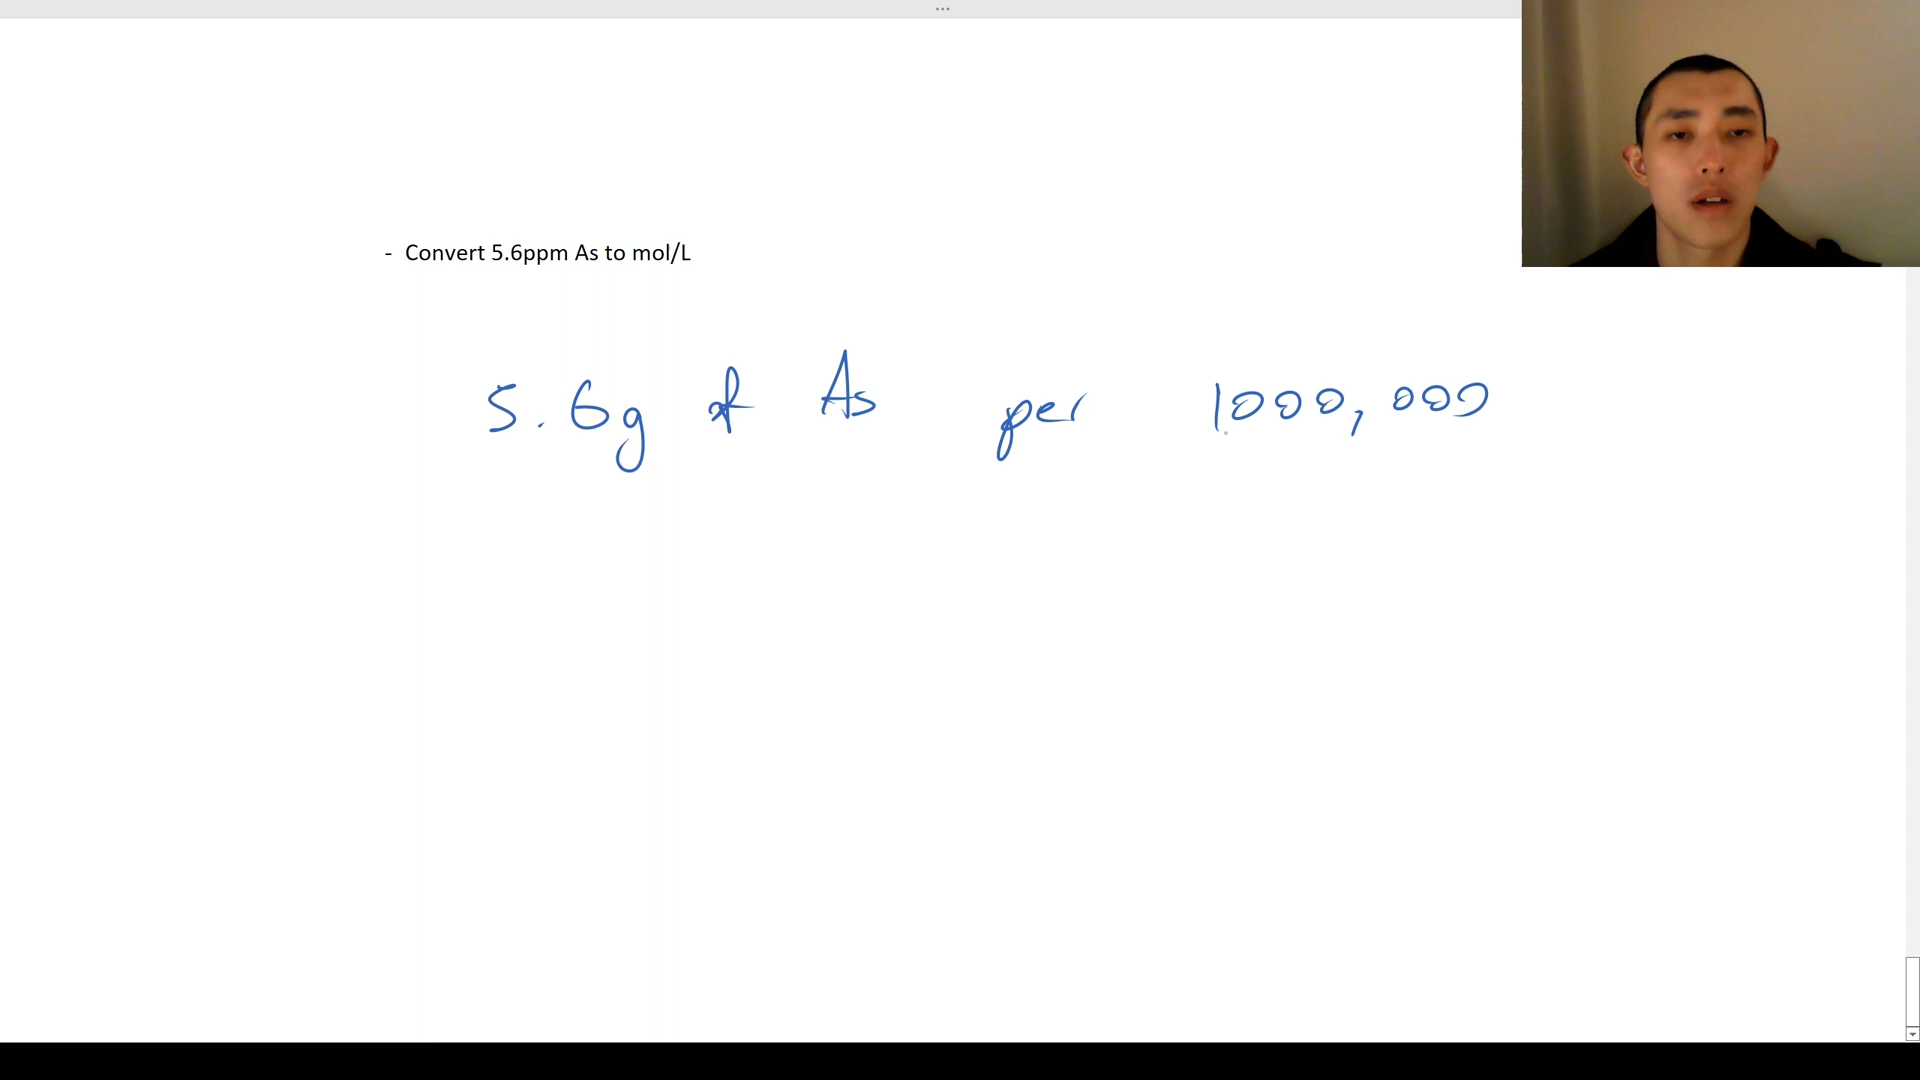 - Convert 5.6ppm As to mol/L
5.6g of As per 1000,000